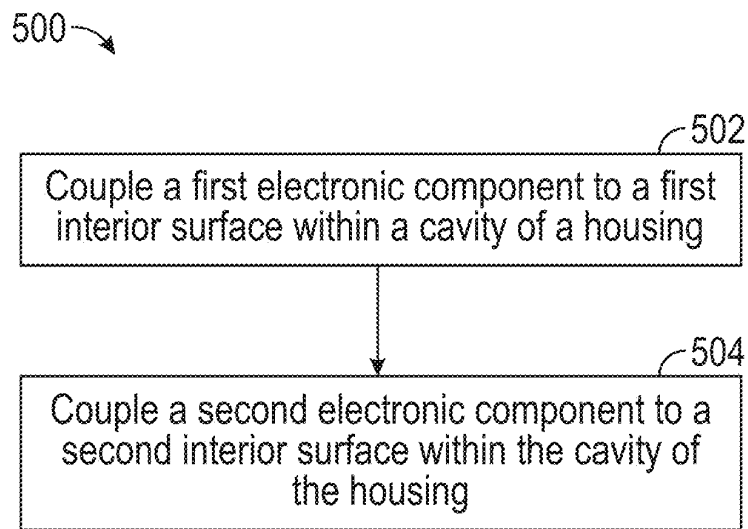 500
502
Couple a first electronic component to a first
interior surface within a cavity of a housing
504
Couple a second electronic component to a
second interior surface within the cavity of
the housing